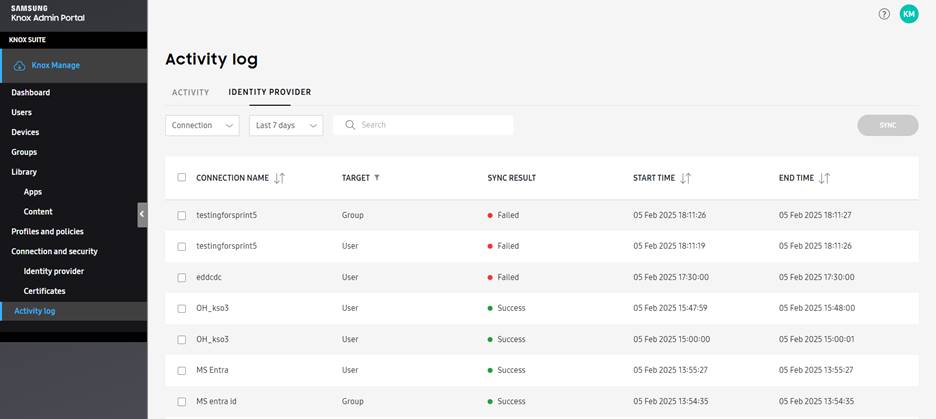 SAMSUNG
Knox Admin Portal
KNOX SUITE
Knox Manage
Dashboard
Users
Devices
Groups
Library
Apps
Content
Profiles and policies
Connection and security
Identity provider
Certificates
Activity log
?
KM
Activity log
ACTIVITY IDENTITY PROVIDER
Connection Last 7 days Search SYNC
CONNECTION NAME TARGET SYNC RESULT START TIME END TIME
testingforsprint5 Group Failed 05 Feb 2025 18:11:26 05 Feb 2025 18:11:27
testingforsprint5 User Failed 05 Feb 2025 18:11:19 05 Feb 2025 18:11:26
eddcdc User Failed 05 Feb 2025 17:30:00 05 Feb 2025 17:30:00
OH_kso3 User Success 05 Feb 2025 15:47:59 05 Feb 2025 15:48:00
OH_kso3 User Success 05 Feb 2025 15:00:00 05 Feb 2025 15:00:01
MS Entra User Success 05 Feb 2025 13:55:27 05 Feb 2025 13:55:27
MS entra id Group Success 05 Feb 2025 13:54:35 05 Feb 2025 13:54:35